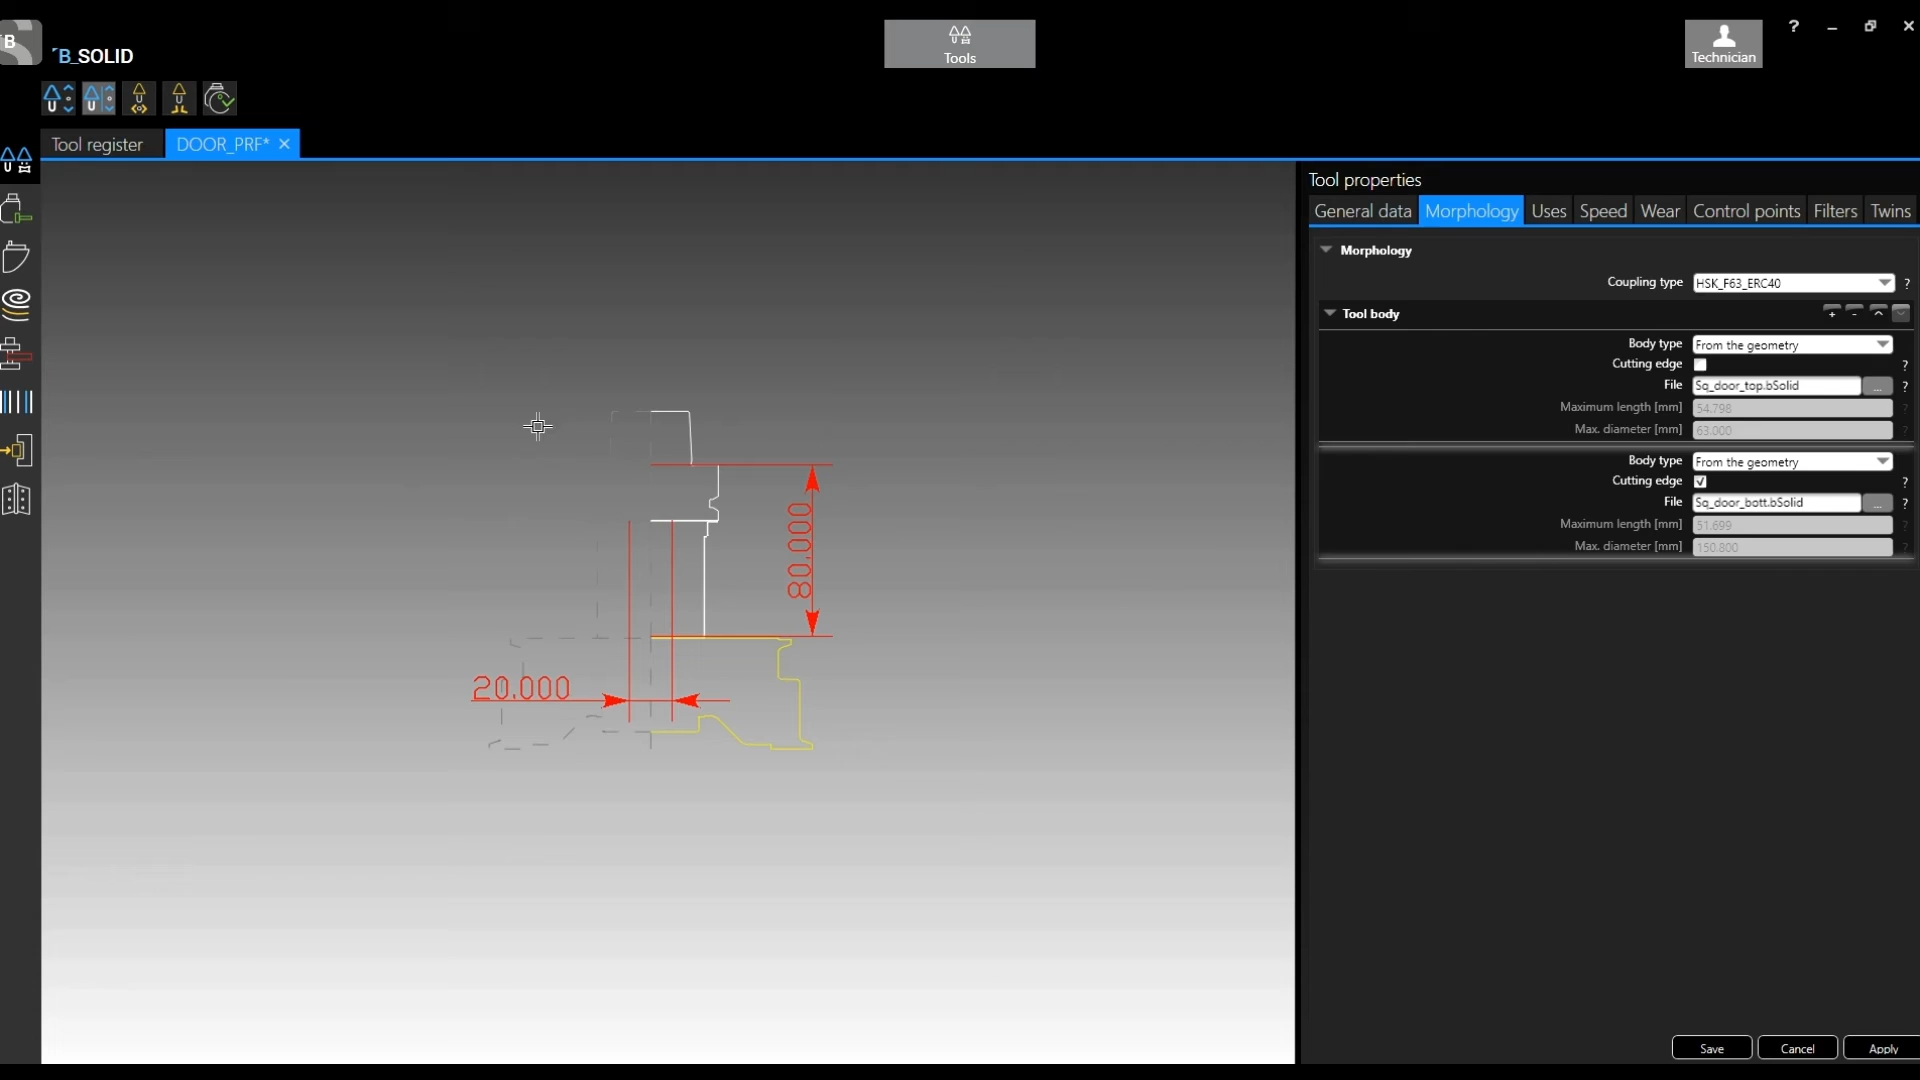 B
B_SOLID
Tools
Technician
?
Tool register
DOOR_PRF*
Tool properties
General data
Morphology
Uses
Speed
Wear
Control points
Filters
Twins
Morphology
Coupling type HSK_F63_ERC40 ?
Tool body + -
Body type From the geometry
Cutting edge ?
File Sq_door_top.bSolid ... ?
Maximum length [mm] 54.798 ?
Max. diameter [mm] 63.000 ?
Body type From the geometry
Cutting edge ?
File Sq_door_bott.bSolid ... ?
Maximum length [mm] 51.699 ?
Max. diameter [mm] 150.800 ?
80.000
20.000
Save
Cancel
Apply